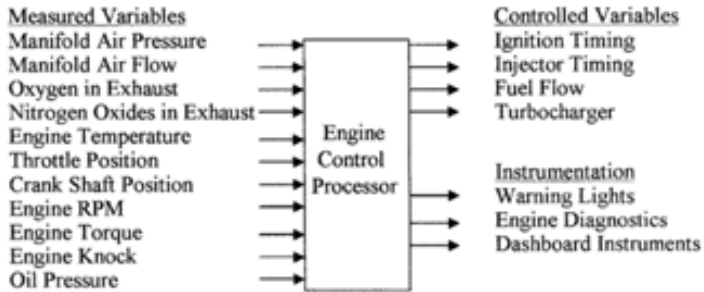 Measured Variables
Manifold Air Pressure
Manifold Air Flow
Oxygen in Exhaust
Nitrogen Oxides in Exhaust
Engine Temperature
Throttle Position
Crank Shaft Position
Engine RPM
Engine Torque
Engine Knock
Oil Pressure
Engine
Control
Processor
Controlled Variables
Ignition Timing
Injector Timing
Fuel Flow
Turbocharger
Instrumentation
Warning Lights
Engine Diagnostics
Dashboard Instruments